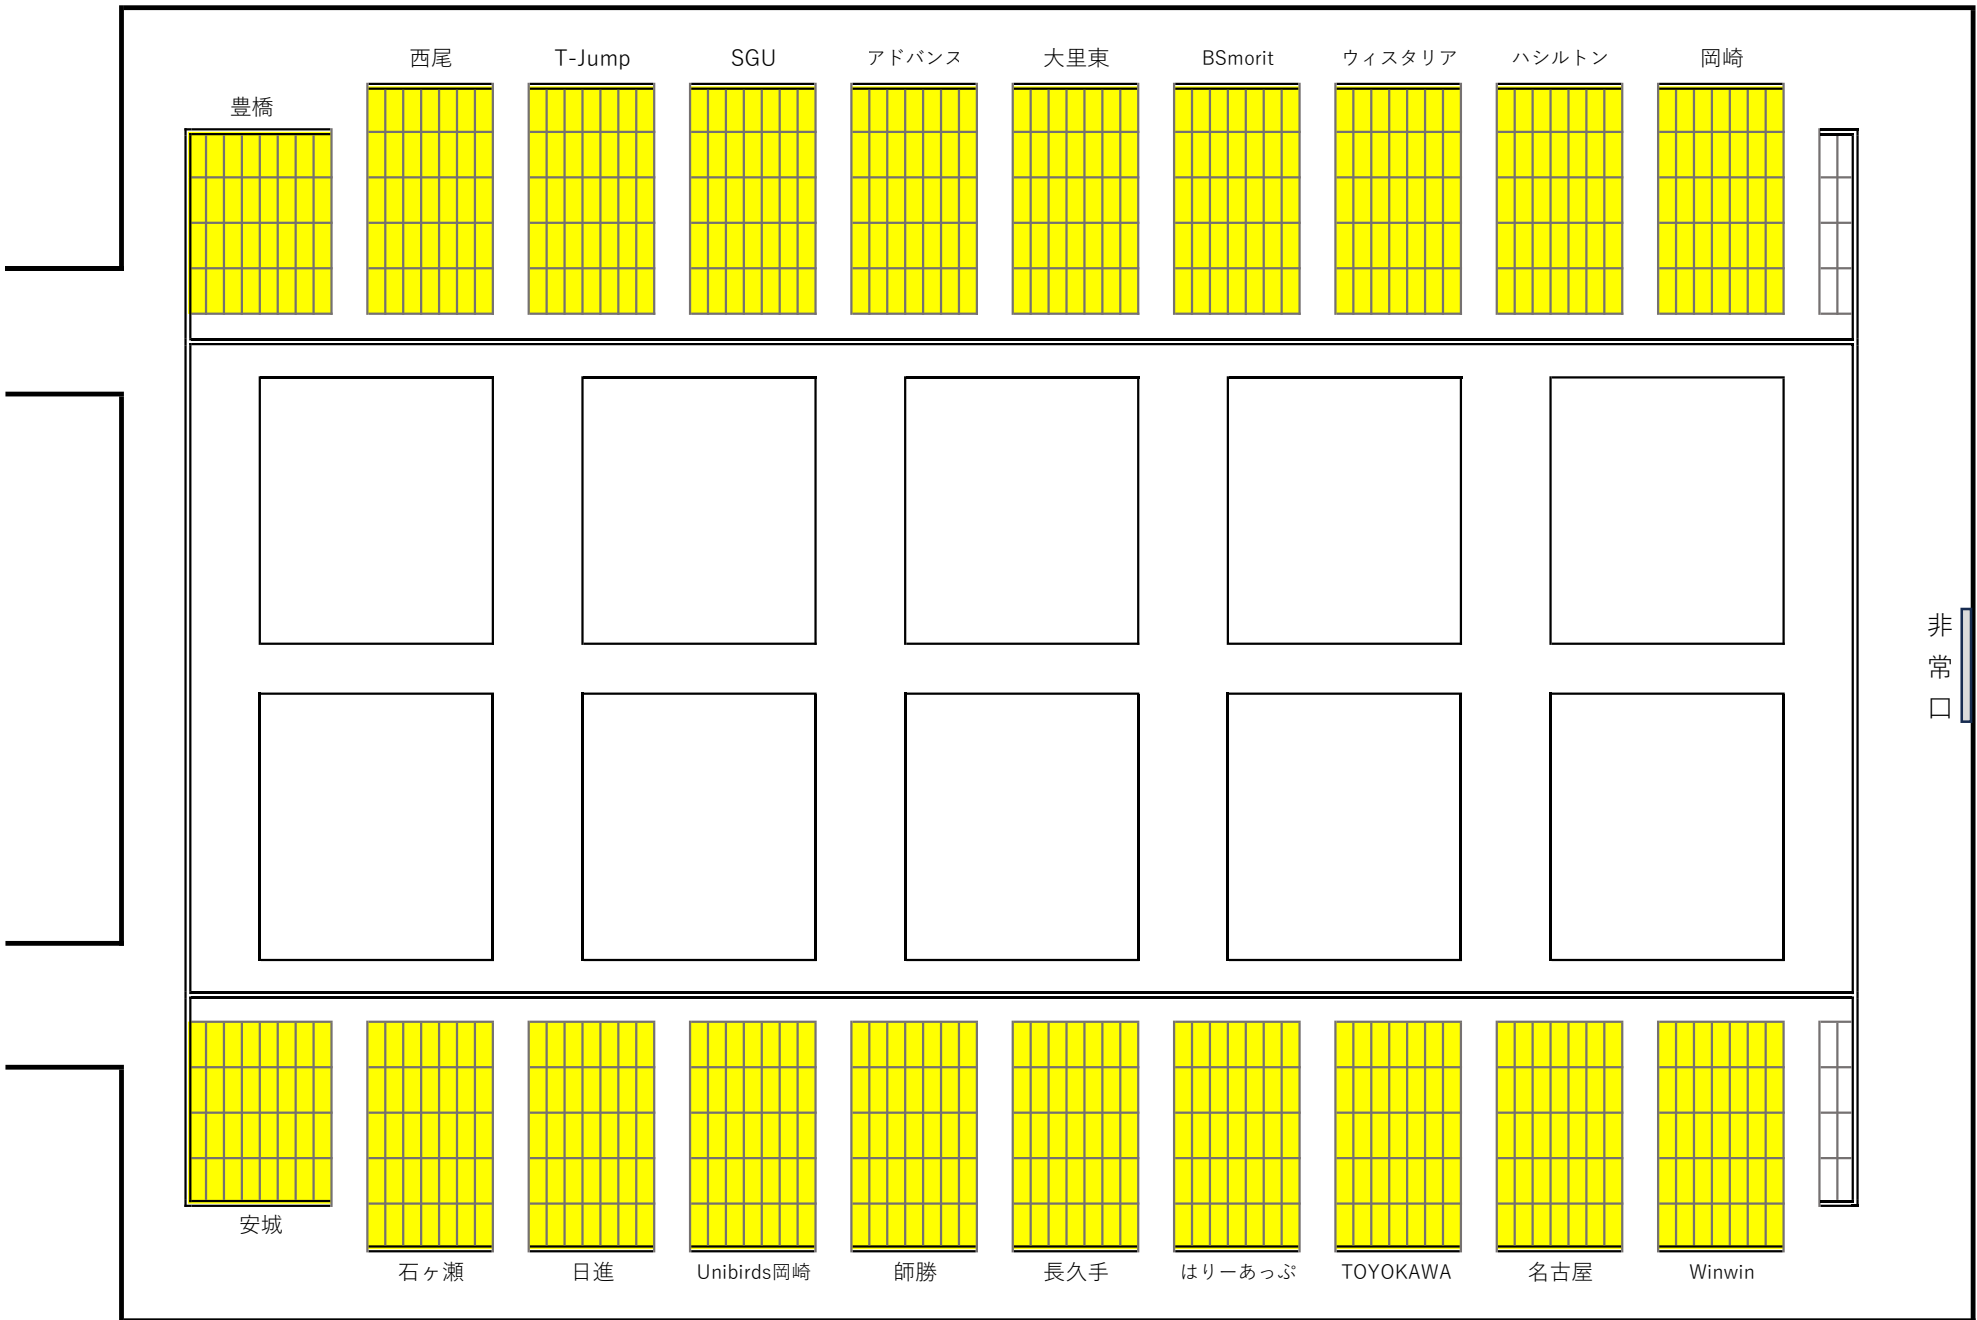 西尾
T-Jump
SGU
アドバンス
大里東
BSmorit
ウィスタリア
ハシルトン
岡崎
豊橋
非常口
安城
石ヶ瀬
日進
Unibirds岡崎
師勝
長久手
はりーあっぷ
TOYOKAWA
名古屋
Winwin